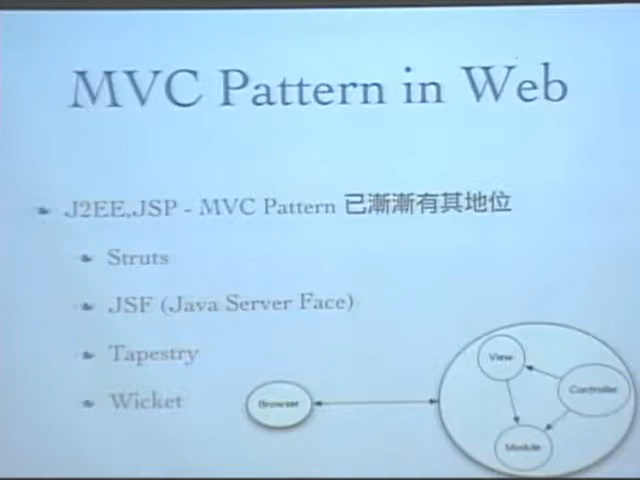 MVC Pattern in Web
J2EE,JSP - MVC Pattern 已漸漸有其地位
Struts
JSF (Java Server Face)
Tapestry
Wicket
Browser
View
Controller
Module